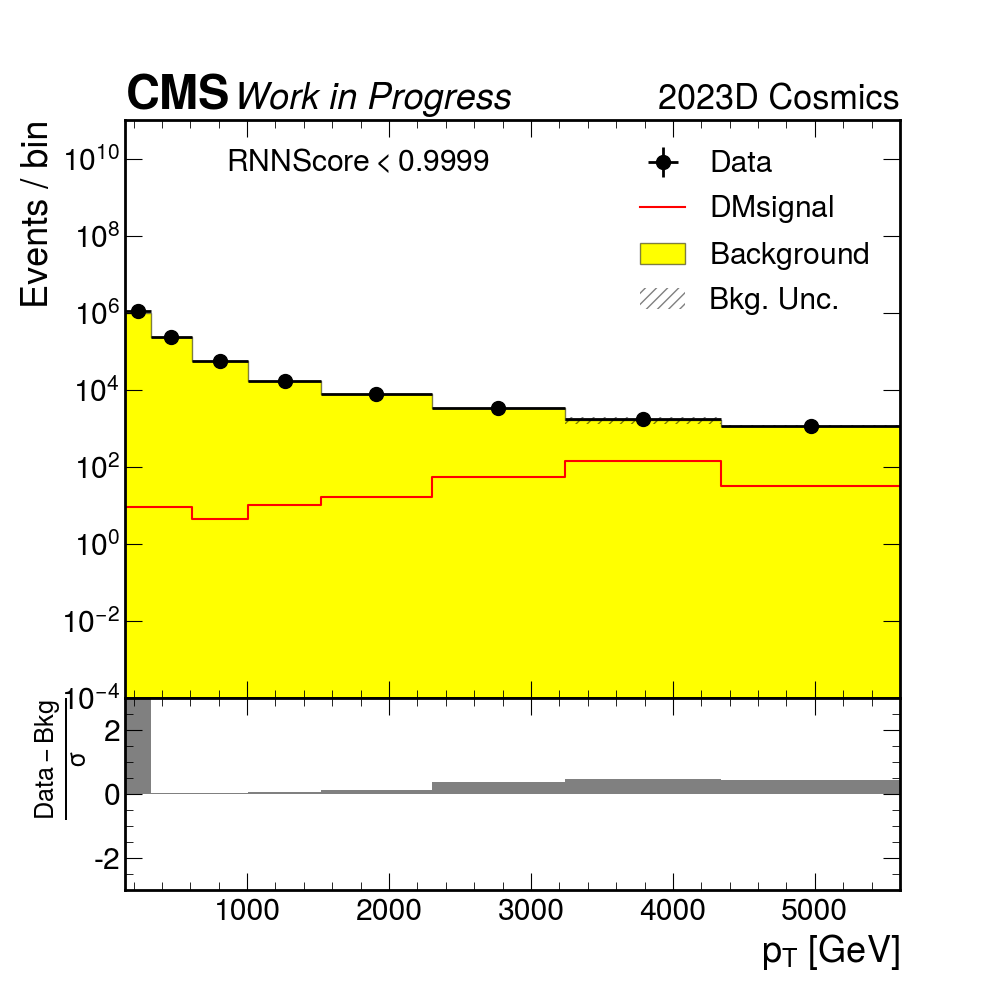 CMS Work in Progress 2023D Cosmics
Events / bin
RNNScore < 0.9999
Data
DMsignal
Background
Bkg. Unc.
10¹⁰
10⁸
10⁶
10⁴
10²
10⁰
10⁻²
10⁻⁴
Data − Bkg
σ
2
0
-2
1000 2000 3000 4000 5000
p_T [GeV]